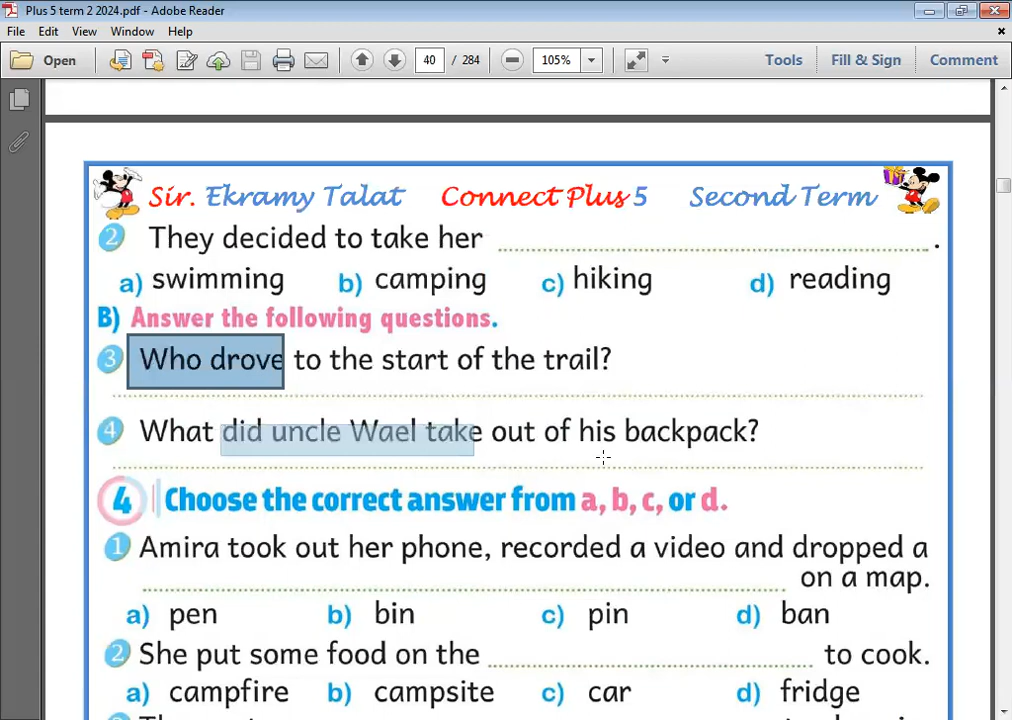 Plus 5 term 2 2024.pdf - Adobe Reader
File Edit View Window Help
Open 40 / 284 105% Tools Fill & Sign Comment
Sir. Ekramy Talat Connect Plus 5 Second Term
2 They decided to take her ........ .
a) swimming b) camping c) hiking d) reading
B) Answer the following questions.
3 Who drove to the start of the trail?
4 What did uncle Wael take out of his backpack?
4 Choose the correct answer from a, b, c, or d.
1 Amira took out her phone, recorded a video and dropped a
........ on a map.
a) pen b) bin c) pin d) ban
2 She put some food on the ........ to cook.
a) campfire b) campsite c) car d) fridge